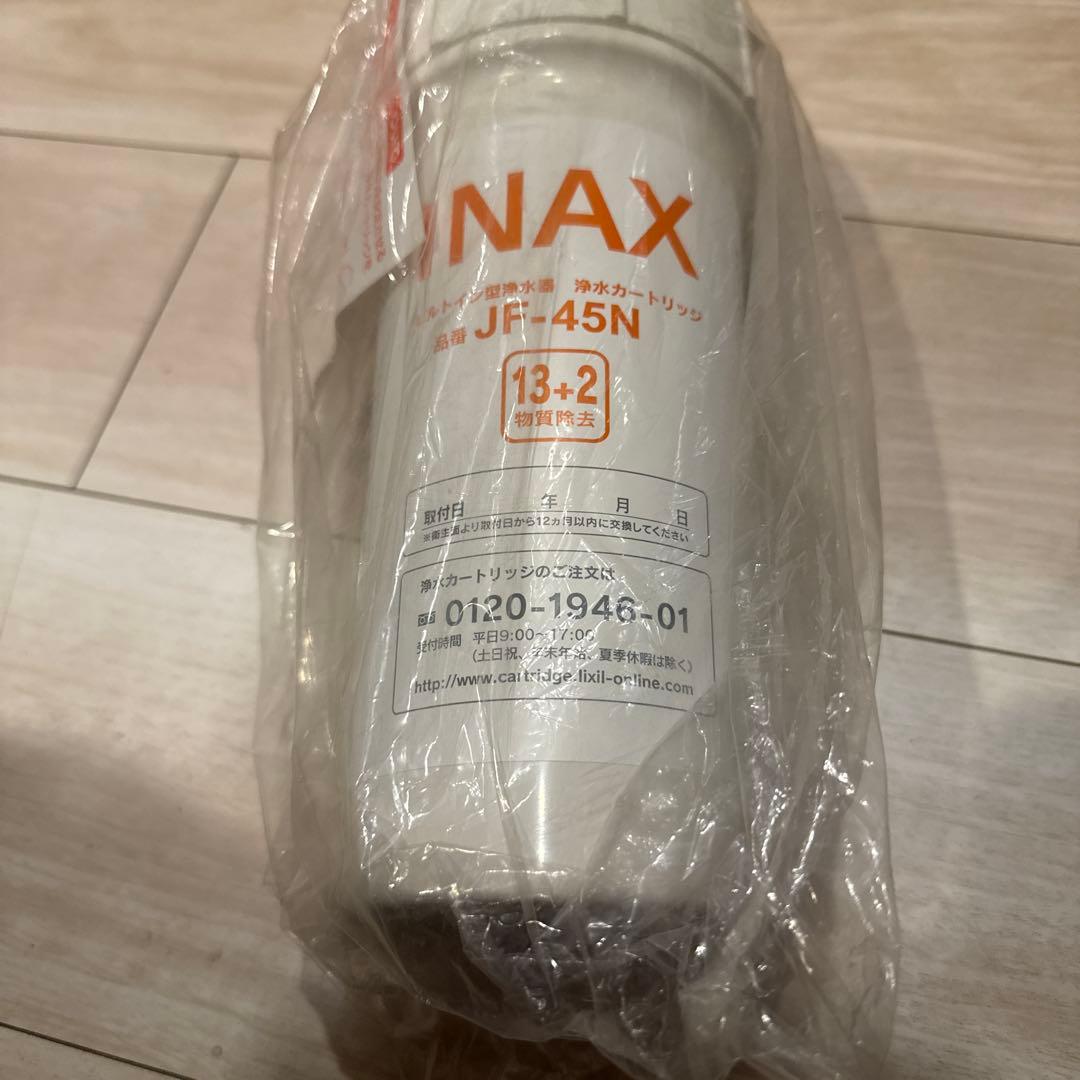 INAX
ビルトイン型浄水器 浄水カートリッジ
品番 JF-45N
13+2
物質除去
取付日 年 月 日
※衛生面より取付日から12ヵ月以内に交換してください
浄水カートリッジのご注文は
0120-1946-01
受付時間 平日9:00~17:00
(土日祝、年末年始、夏季休暇は除く)
http://www.cartridge.lixil-online.com